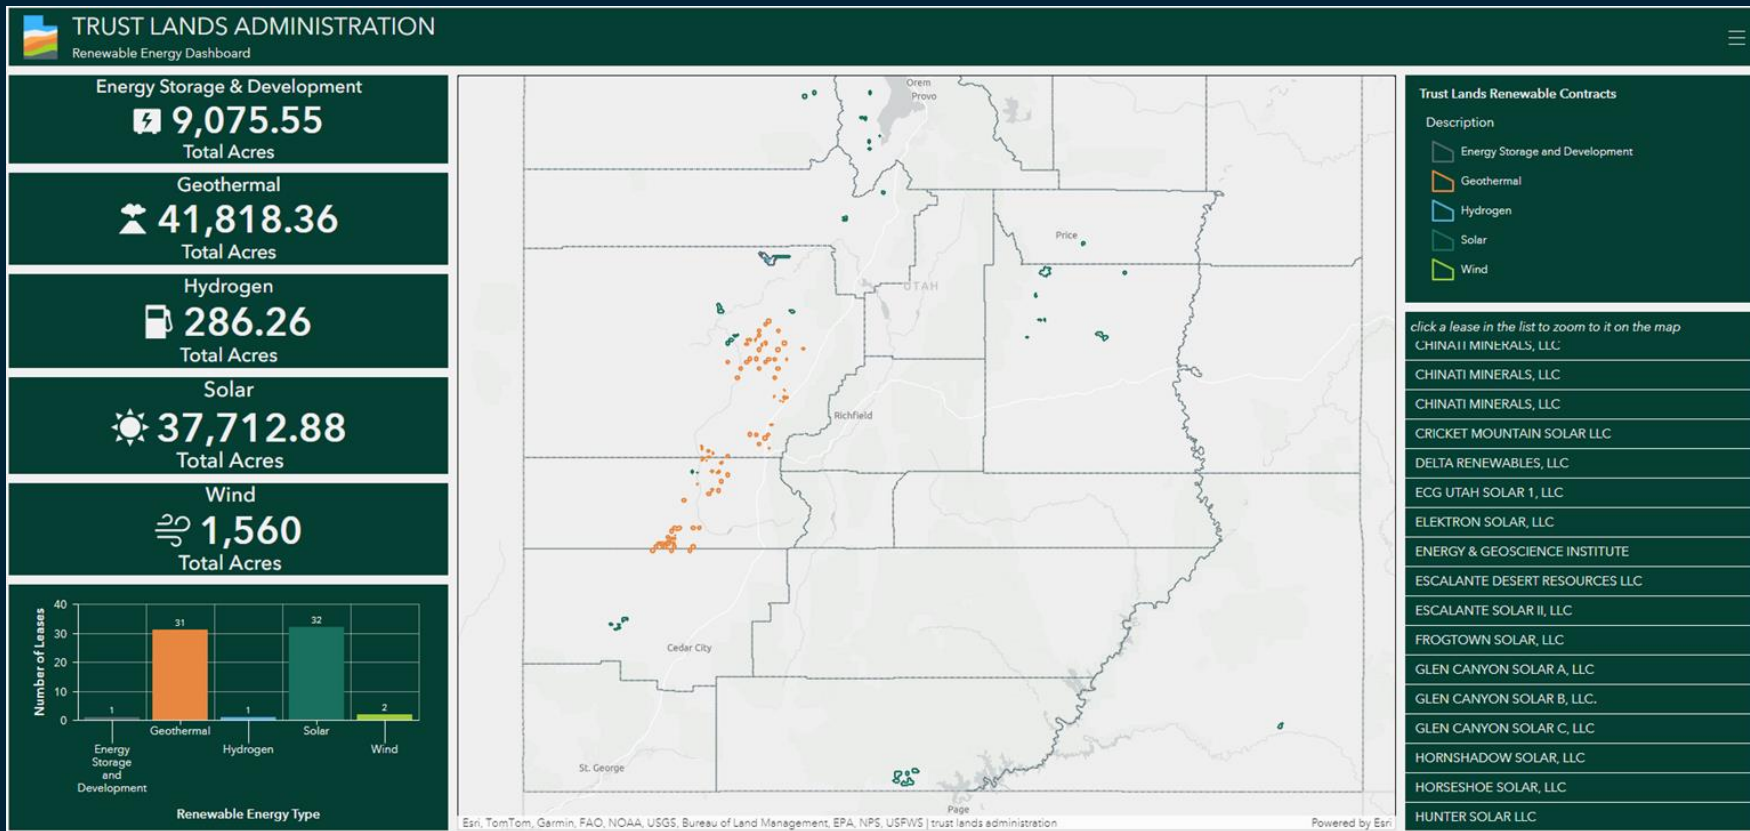 TRUST LANDS ADMINISTRATION
Renewable Energy Dashboard
Energy Storage & Development
9,075.55
Total Acres
Geothermal
41,818.36
Total Acres
Hydrogen
286.26
Total Acres
Solar
37,712.88
Total Acres
Wind
1,560
Total Acres
Number of Leases
40
30
20
10
0
1
31
1
32
2
Energy
Storage
and
Development
Geothermal
Hydrogen
Solar
Wind
Renewable Energy Type
Orem
Provo
Price
UTAH
Richfield
Cedar City
St. George
Page
Esri, TomTom, Garmin, FAO, NOAA, USGS, Bureau of Land Management, EPA, NPS, USFWS | trust lands administration
Powered by Esri
Trust Lands Renewable Contracts
Description
Energy Storage and Development
Geothermal
Hydrogen
Solar
Wind
click a lease in the list to zoom to it on the map
CHINATI MINERALS, LLC
CHINATI MINERALS, LLC
CHINATI MINERALS, LLC
CRICKET MOUNTAIN SOLAR LLC
DELTA RENEWABLES, LLC
ECG UTAH SOLAR 1, LLC
ELEKTRON SOLAR, LLC
ENERGY & GEOSCIENCE INSTITUTE
ESCALANTE DESERT RESOURCES LLC
ESCALANTE SOLAR II, LLC
FROGTOWN SOLAR, LLC
GLEN CANYON SOLAR A, LLC
GLEN CANYON SOLAR B, LLC.
GLEN CANYON SOLAR C, LLC
HORNSHADOW SOLAR, LLC
HORSESHOE SOLAR, LLC
HUNTER SOLAR LLC